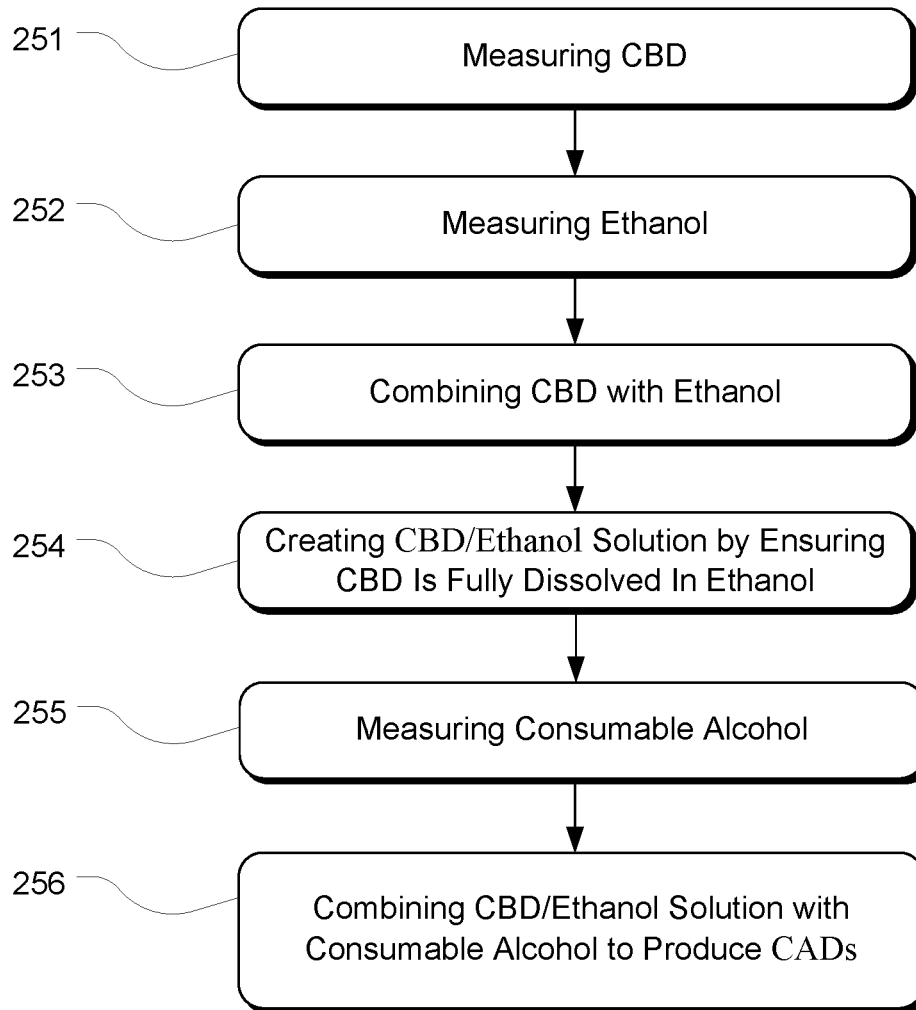 251
Measuring CBD
252
Measuring Ethanol
253
Combining CBD with Ethanol
254
Creating CBD/Ethanol Solution by Ensuring
CBD Is Fully Dissolved In Ethanol
255
Measuring Consumable Alcohol
256
Combining CBD/Ethanol Solution with
Consumable Alcohol to Produce CADs